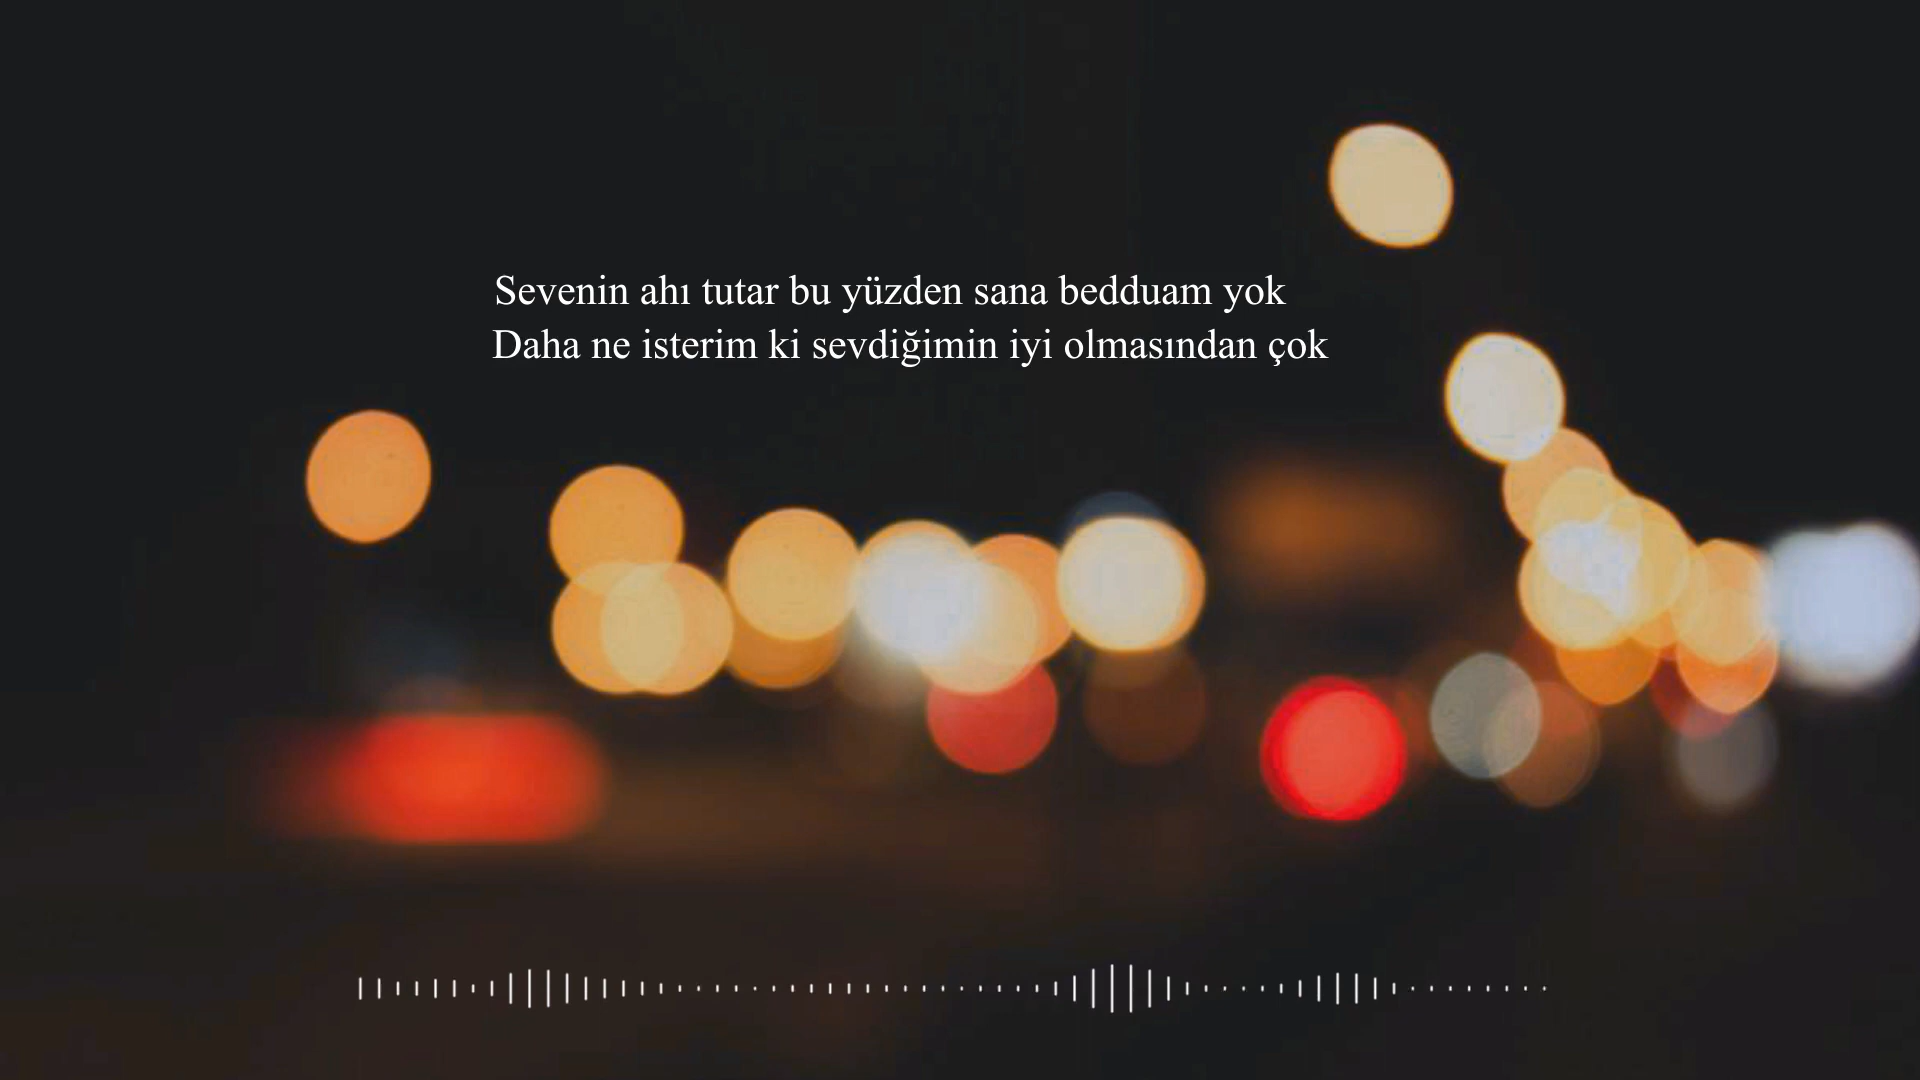 Sevenin ahı tutar bu yüzden sana bedduam yok
Daha ne isterim ki sevdiğimin iyi olmasından çok